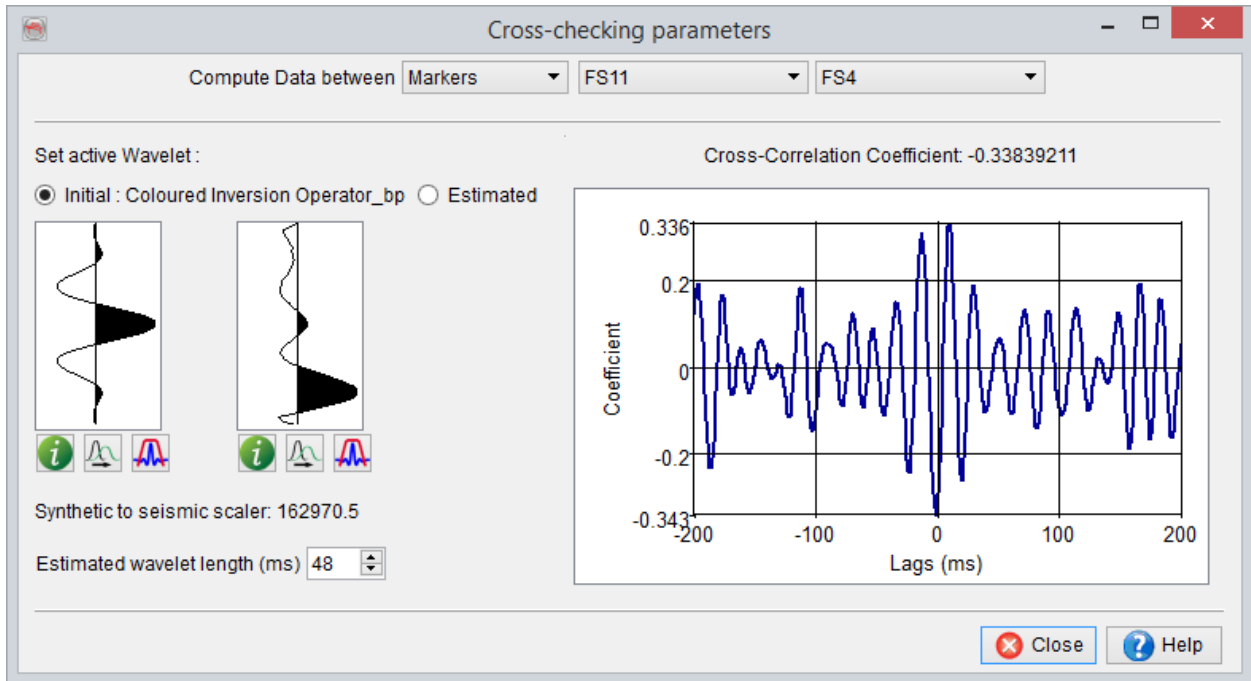 Cross-checking parameters
Compute Data between Markers FS11 FS4
Set active Wavelet :
Initial : Coloured Inversion Operator_bp Estimated
Synthetic to seismic scaler: 162970.5
Estimated wavelet length (ms) 48
Cross-Correlation Coefficient: -0.33839211
0.336
0.2
0
-0.2
-0.343
Coefficient
-200 -100 0 100 200
Lags (ms)
Close Help